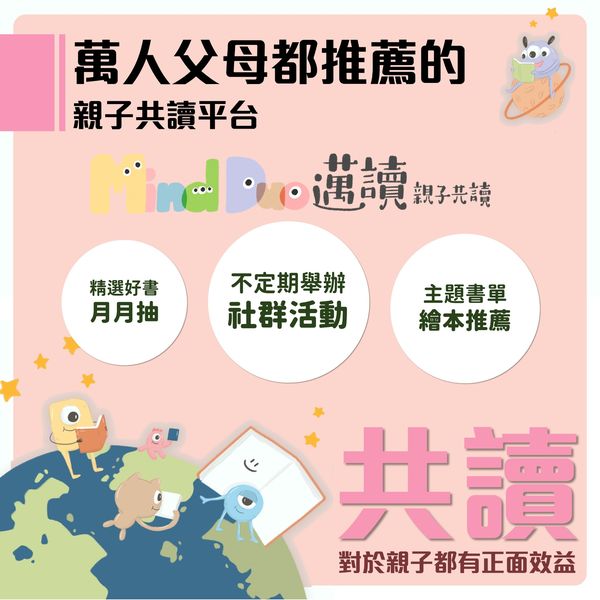 萬人父母都推薦的
親子共讀平台
Mind Duo 邁讀 親子共讀
精選好書
月月抽
不定期舉辦
社群活動
主題書單
繪本推薦
共讀
對於親子都有正面效益